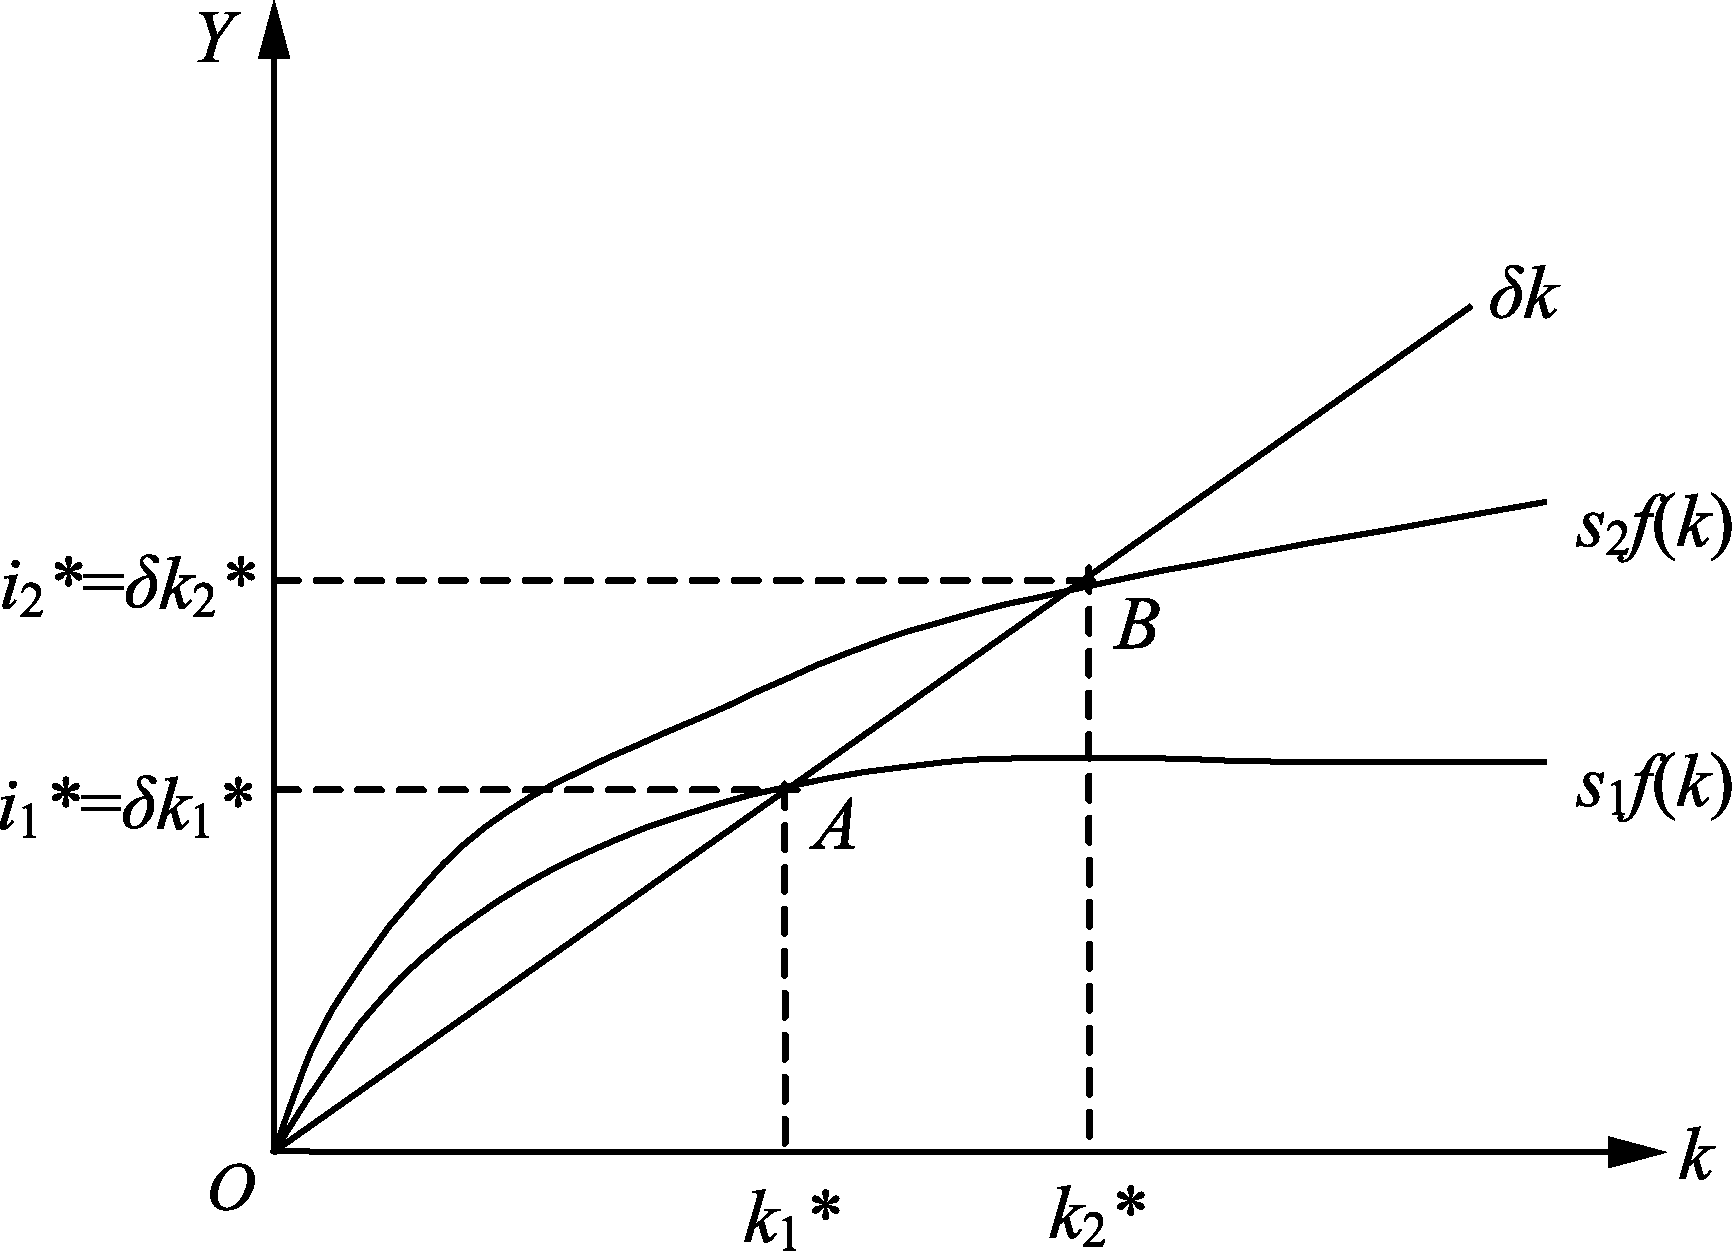 Y
δk
s₂f(k)
i₂*=δk₂*
B
i₁*=δk₁*
A
s₁f(k)
O
k₁*
k₂*
k